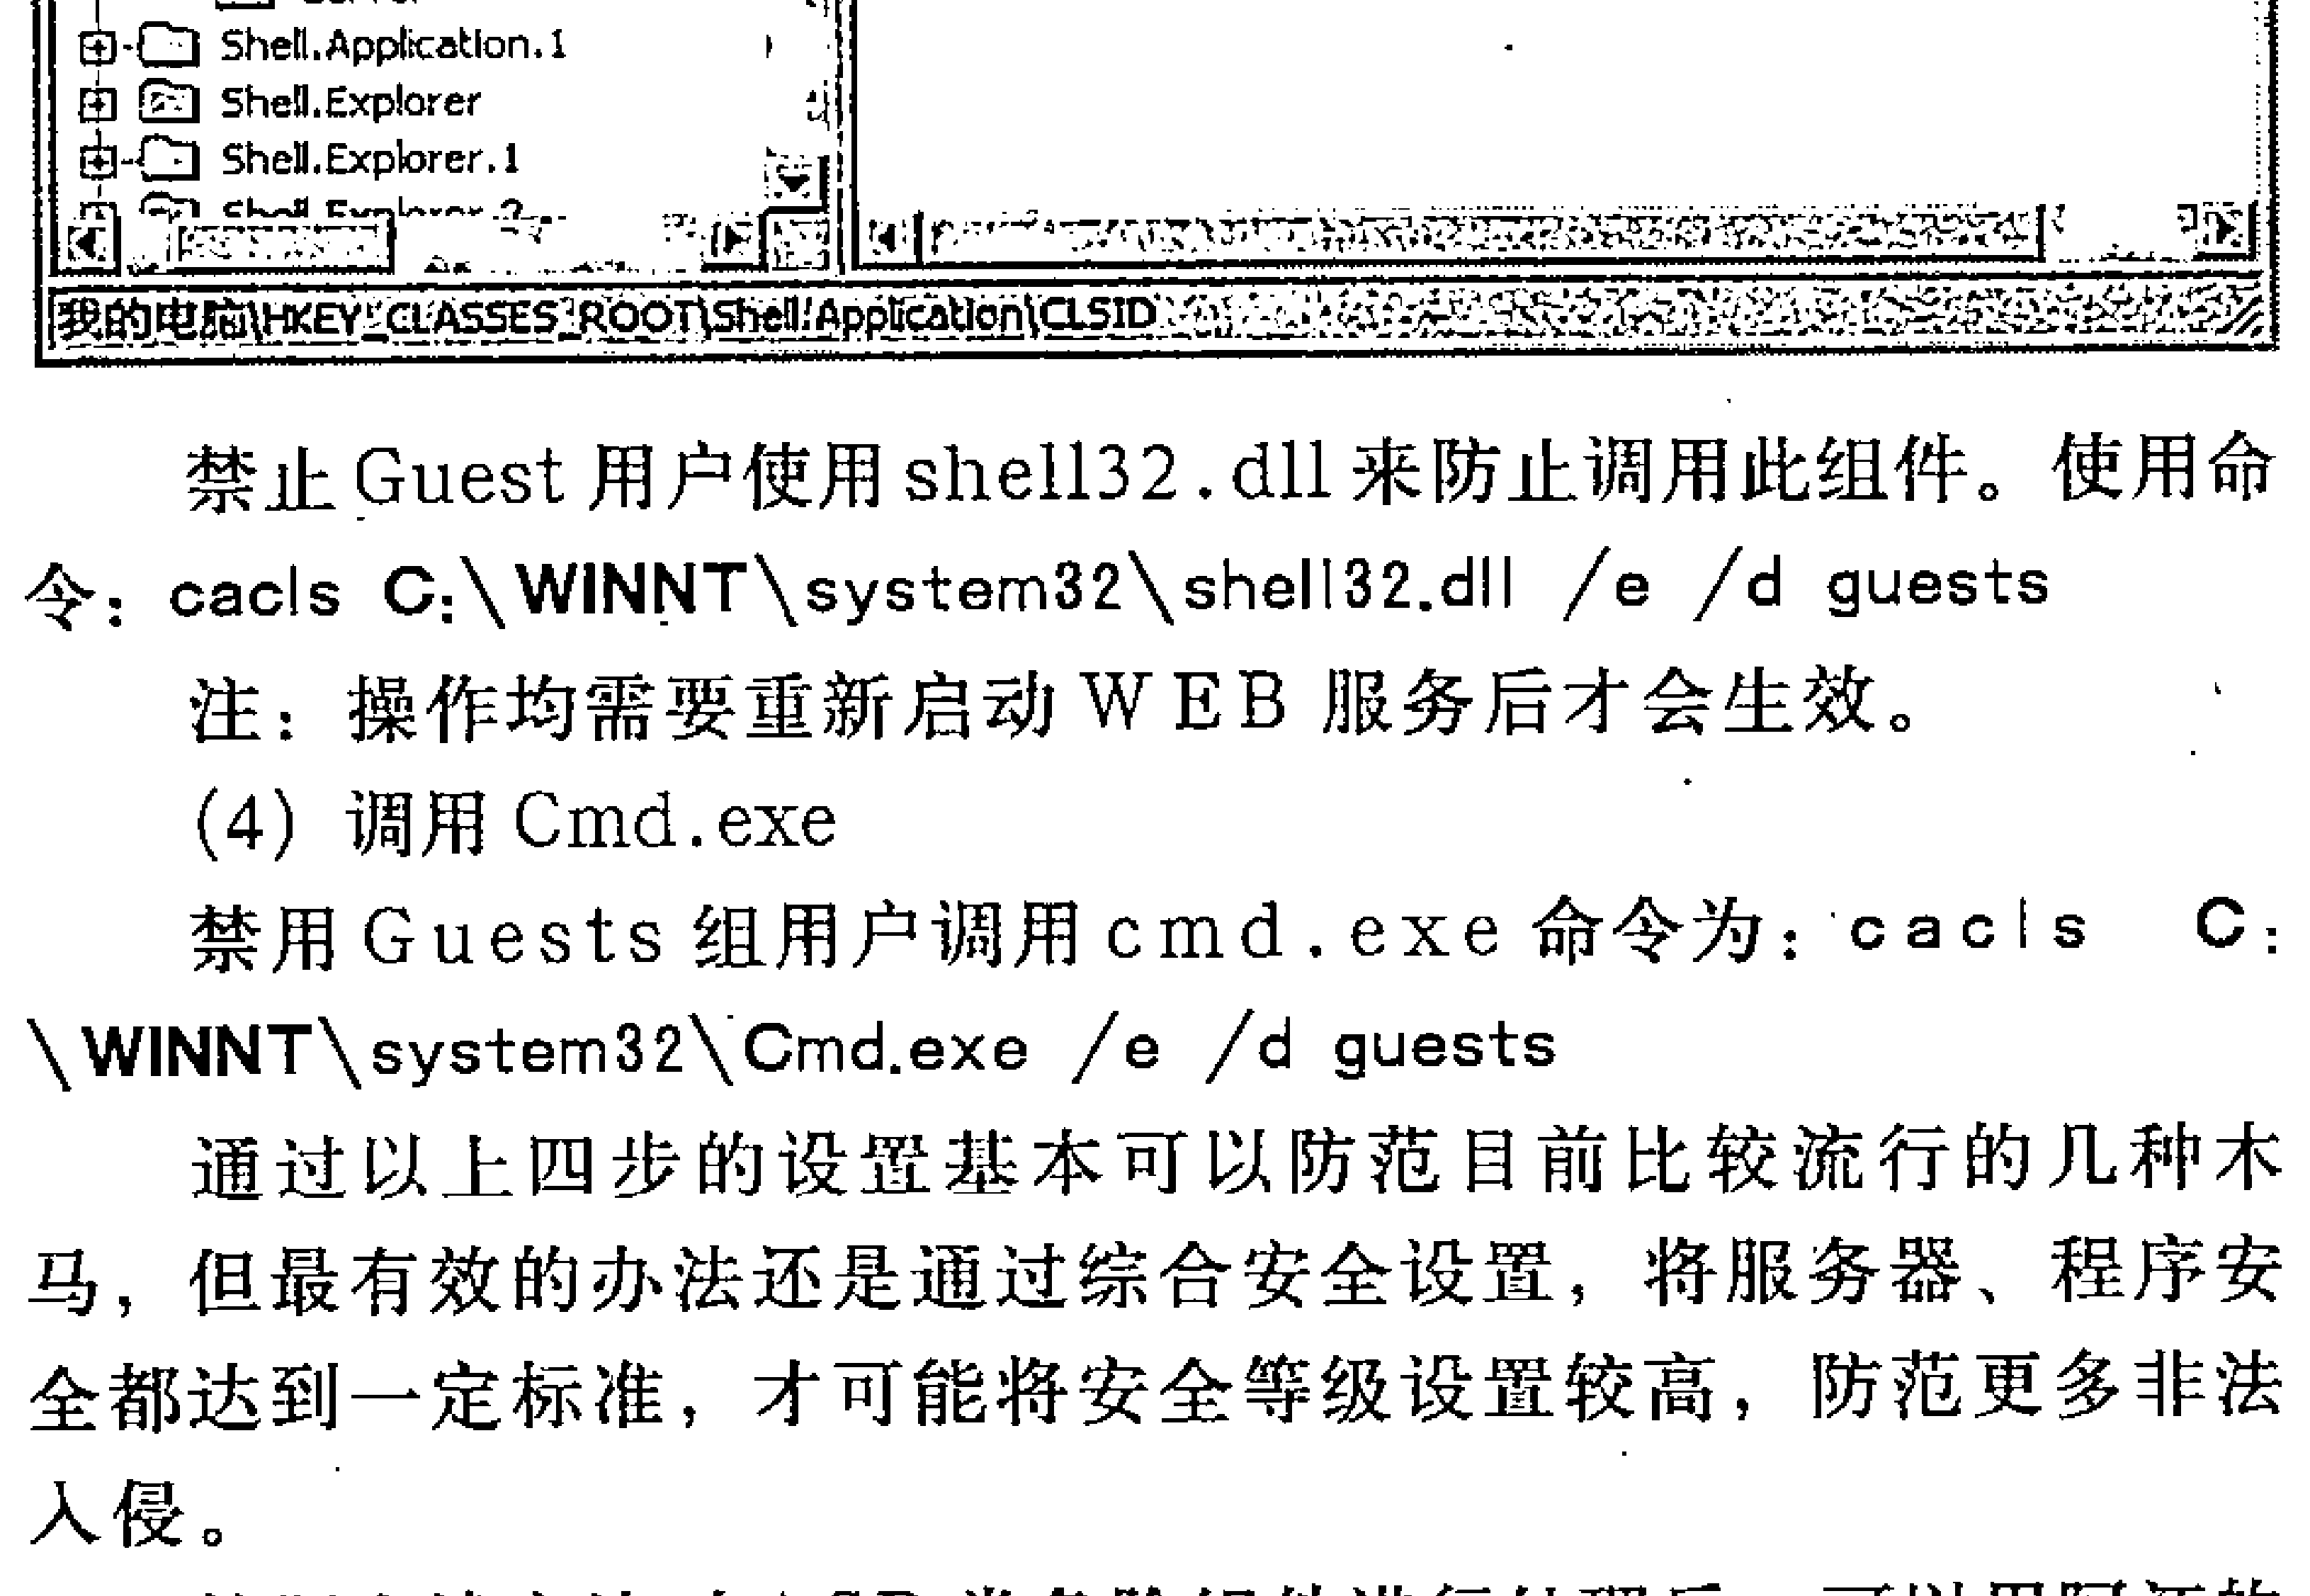 Shell.Application.1
Shell.Explorer
Shell.Explorer.1
Shell.Explorer.2
我的电脑\HKEY_CLASSES_ROOT\Shell.Application\CLSID
禁止Guest用户使用shell32.dll来防止调用此组件。使用命
令：cacls C:\WINNT\system32\shell32.dll /e /d guests
注：操作均需要重新启动WEB服务后才会生效。
(4) 调用Cmd.exe
禁用Guests组用户调用cmd.exe命令为：cacls C:
\WINNT\system32\Cmd.exe /e /d guests
通过以上四步的设置基本可以防范目前比较流行的几种木
马，但最有效的办法还是通过综合安全设置，将服务器、程序安
全都达到一定标准，才可能将安全等级设置较高，防范更多非法
入侵。